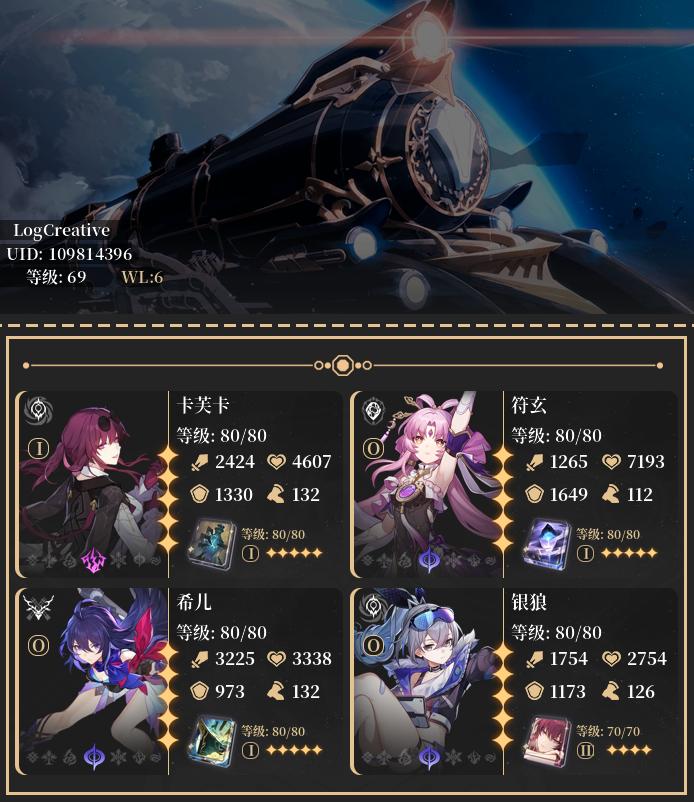 LogCreative
UID: 109814396
等级: 69 WL:6
卡芙卡
等级: 80/80
I
2424 4607
1330 132
等级: 80/80
I
符玄
等级: 80/80
O
1265 7193
1649 112
等级: 80/80
I
希儿
等级: 80/80
O
3225 3338
973 132
等级: 80/80
I
银狼
等级: 80/80
O
1754 2754
1173 126
等级: 70/70
II